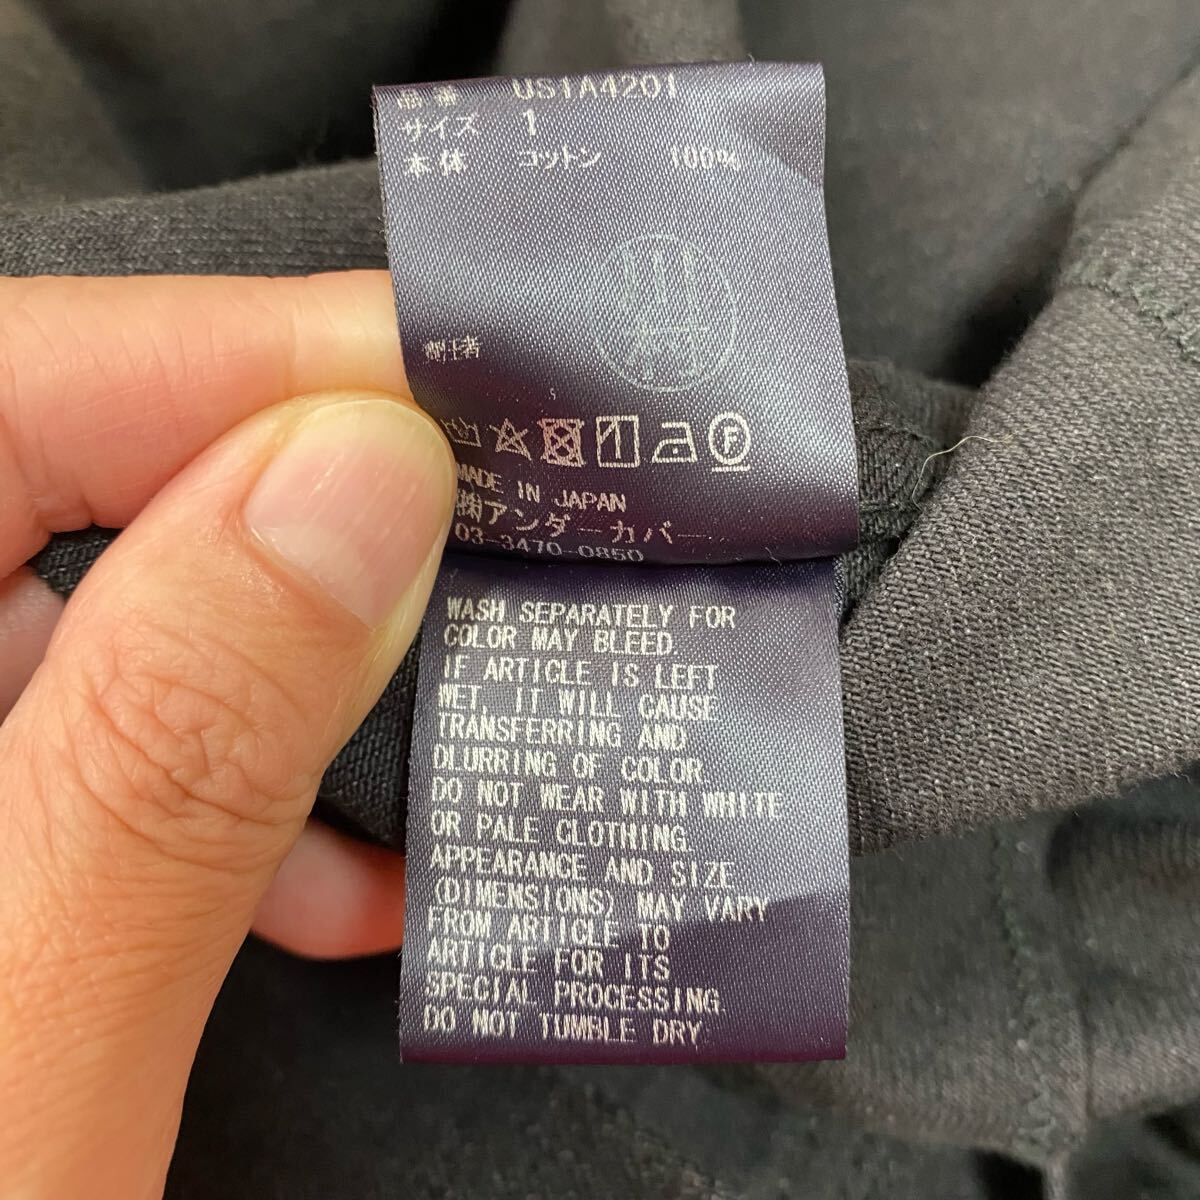 品番 US1A4201
サイズ 1
本体 コットン 100%
MADE IN JAPAN
㈱アンダーカバー
03-3470-0850
WASH SEPARATELY FOR
COLOR MAY BLEED.
IF ARTICLE IS LEFT
WET, IT WILL CAUSE
TRANSFERRING AND
DLURRING OF COLOR
DO NOT WEAR WITH WHITE
OR PALE CLOTHING.
APPEARANCE AND SIZE
(DIMENSIONS) MAY VARY
FROM ARTICLE TO
ARTICLE FOR ITS
SPECIAL PROCESSING
DO NOT TUMBLE DRY